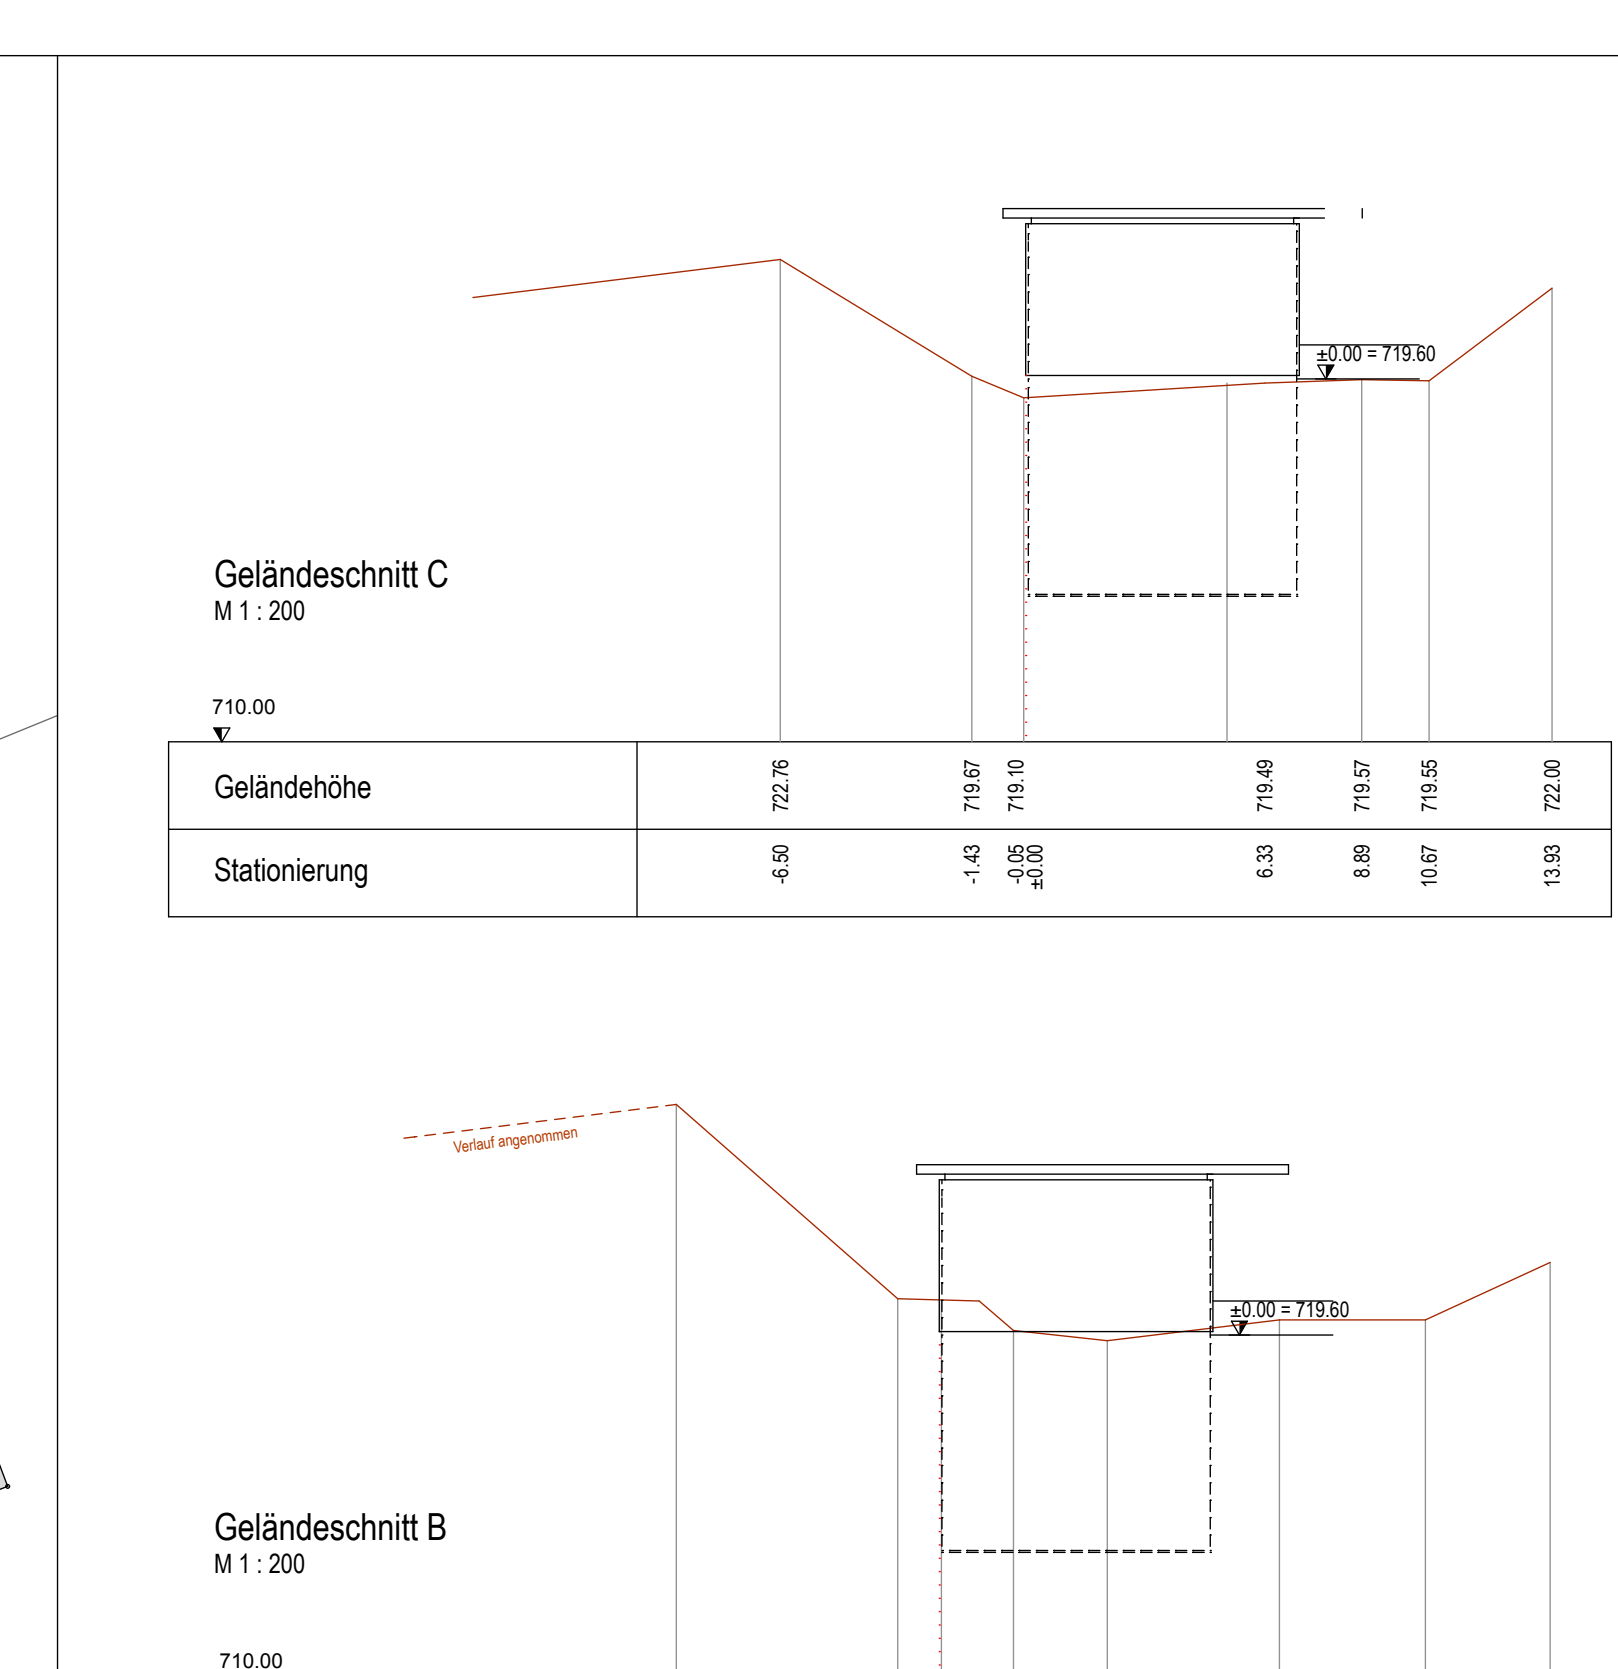 ±0.00 = 719.60
Geländeschnitt C
M 1 : 200
710.00
Geländehöhe
722.76
719.67
719.10
719.49
719.57
719.55
722.00
Stationierung
-6.50
-1.43
-0.05
±0.00
6.33
8.89
10.67
13.93
Verlauf angenommen
±0.00 = 719.60
Geländeschnitt B
M 1 : 200
710.00